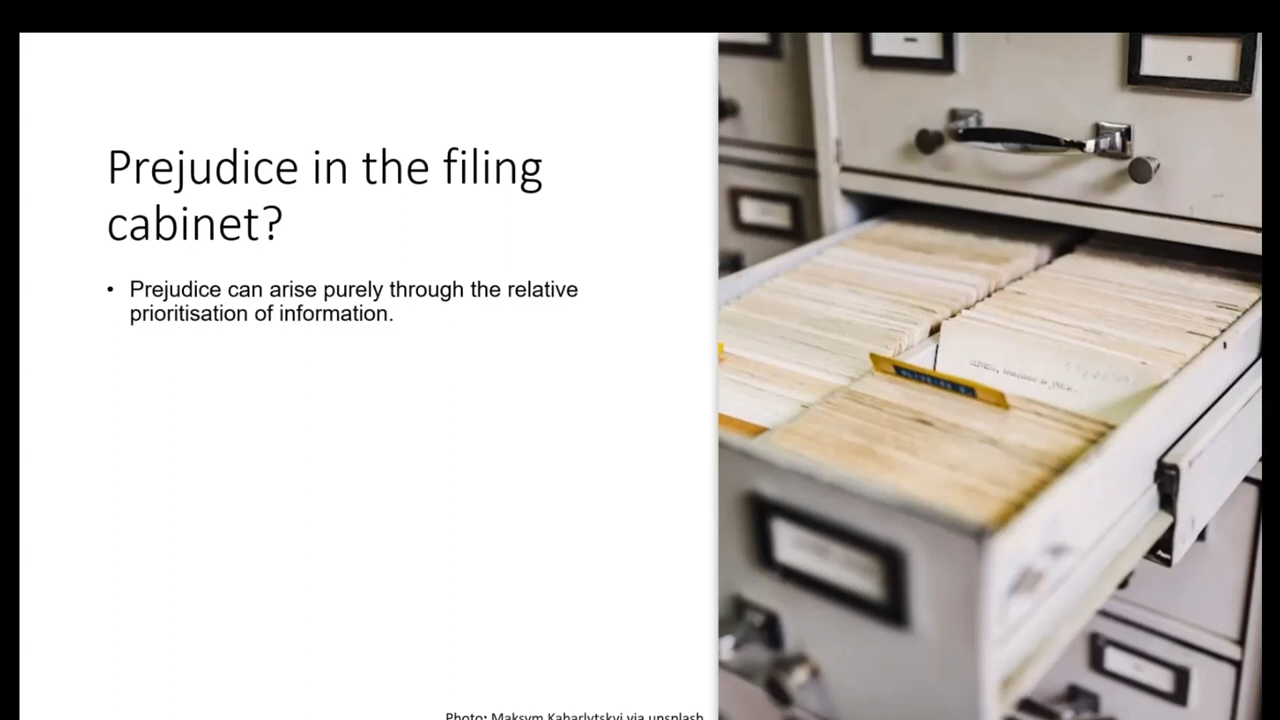 Prejudice in the filing
cabinet?
• Prejudice can arise purely through the relative
prioritisation of information.
Photo: Maksym Kaharlytskyi via unsplash